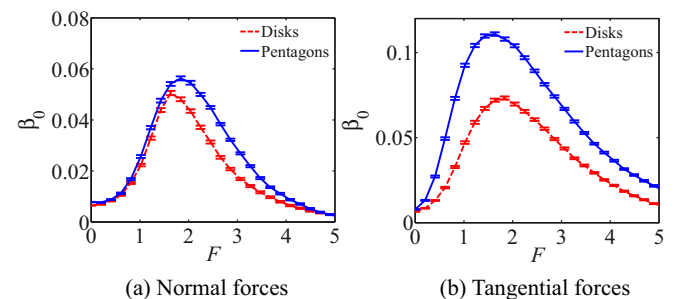 0.08
0.06
0.04
0.02
0
β0
0 1 2 3 4 5
F
Disks
Pentagons
(a) Normal forces
0.1
0.05
0
β0
0 1 2 3 4 5
F
Disks
Pentagons
(b) Tangential forces